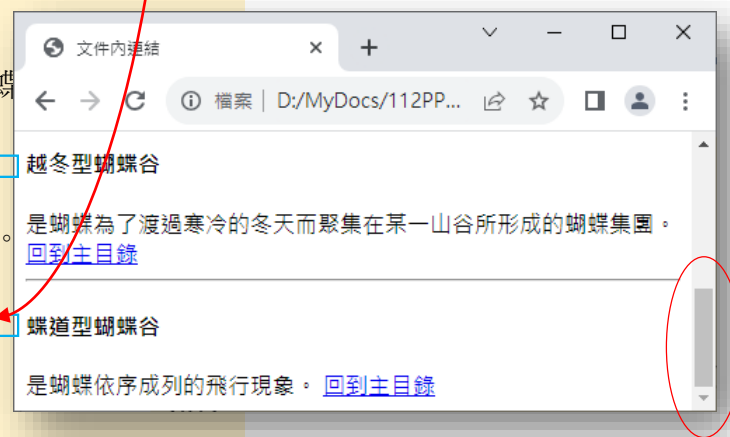 文件內連結
檔案 | D:/MyDocs/112PP...
蝶
越冬型蝴蝶谷
是蝴蝶為了渡過寒冷的冬天而聚集在某一山谷所形成的蝴蝶集團。
。
回到主目錄
蝶道型蝴蝶谷
是蝴蝶依序成列的飛行現象。 回到主目錄